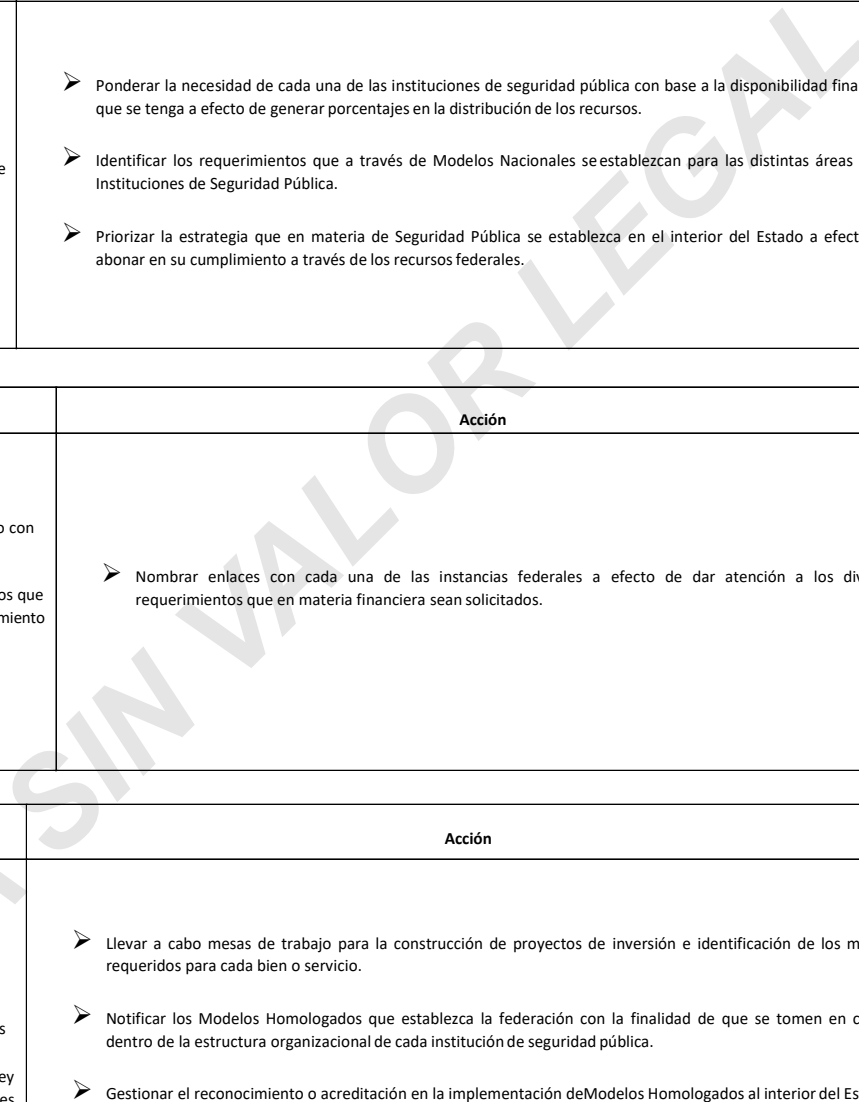 ➢ Ponderar la necesidad de cada una de las instituciones de seguridad pública con base a la disponibilidad
que se tenga a efecto de generar porcentajes en la distribución de los recursos.
➢ Identificar los requerimientos que a través de Modelos Nacionales se establezcan para las distintas áreas
Instituciones de Seguridad Pública.
➢ Priorizar la estrategia que en materia de Seguridad Pública se establezca en el interior del Estado a
abonar en su cumplimiento a través de los recursos federales.
Acción
con
que
➢ Nombrar enlaces con cada una de las instancias federales a efecto de dar atención a los
requerimientos que en materia financiera sean solicitados.
Acción
➢ Llevar a cabo mesas de trabajo para la construcción de proyectos de inversión e identificación de los
requeridos para cada bien o servicio.
➢ Notificar los Modelos Homologados que establezca la federación con la finalidad de que se tomen en
dentro de la estructura organizacional de cada institución de seguridad pública.
➢ Gestionar el reconocimiento o acreditación en la implementación deModelos Homologados al interior del
SIN VALOR LEGAL